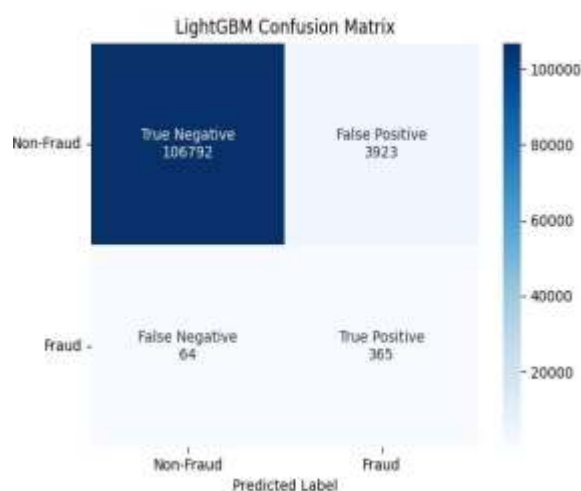 LightGBM Confusion Matrix
Non-Fraud
True Negative
106792
False Positive
3923
Fraud
False Negative
64
True Positive
365
Non-Fraud
Fraud
Predicted Label
100000
80000
60000
40000
20000